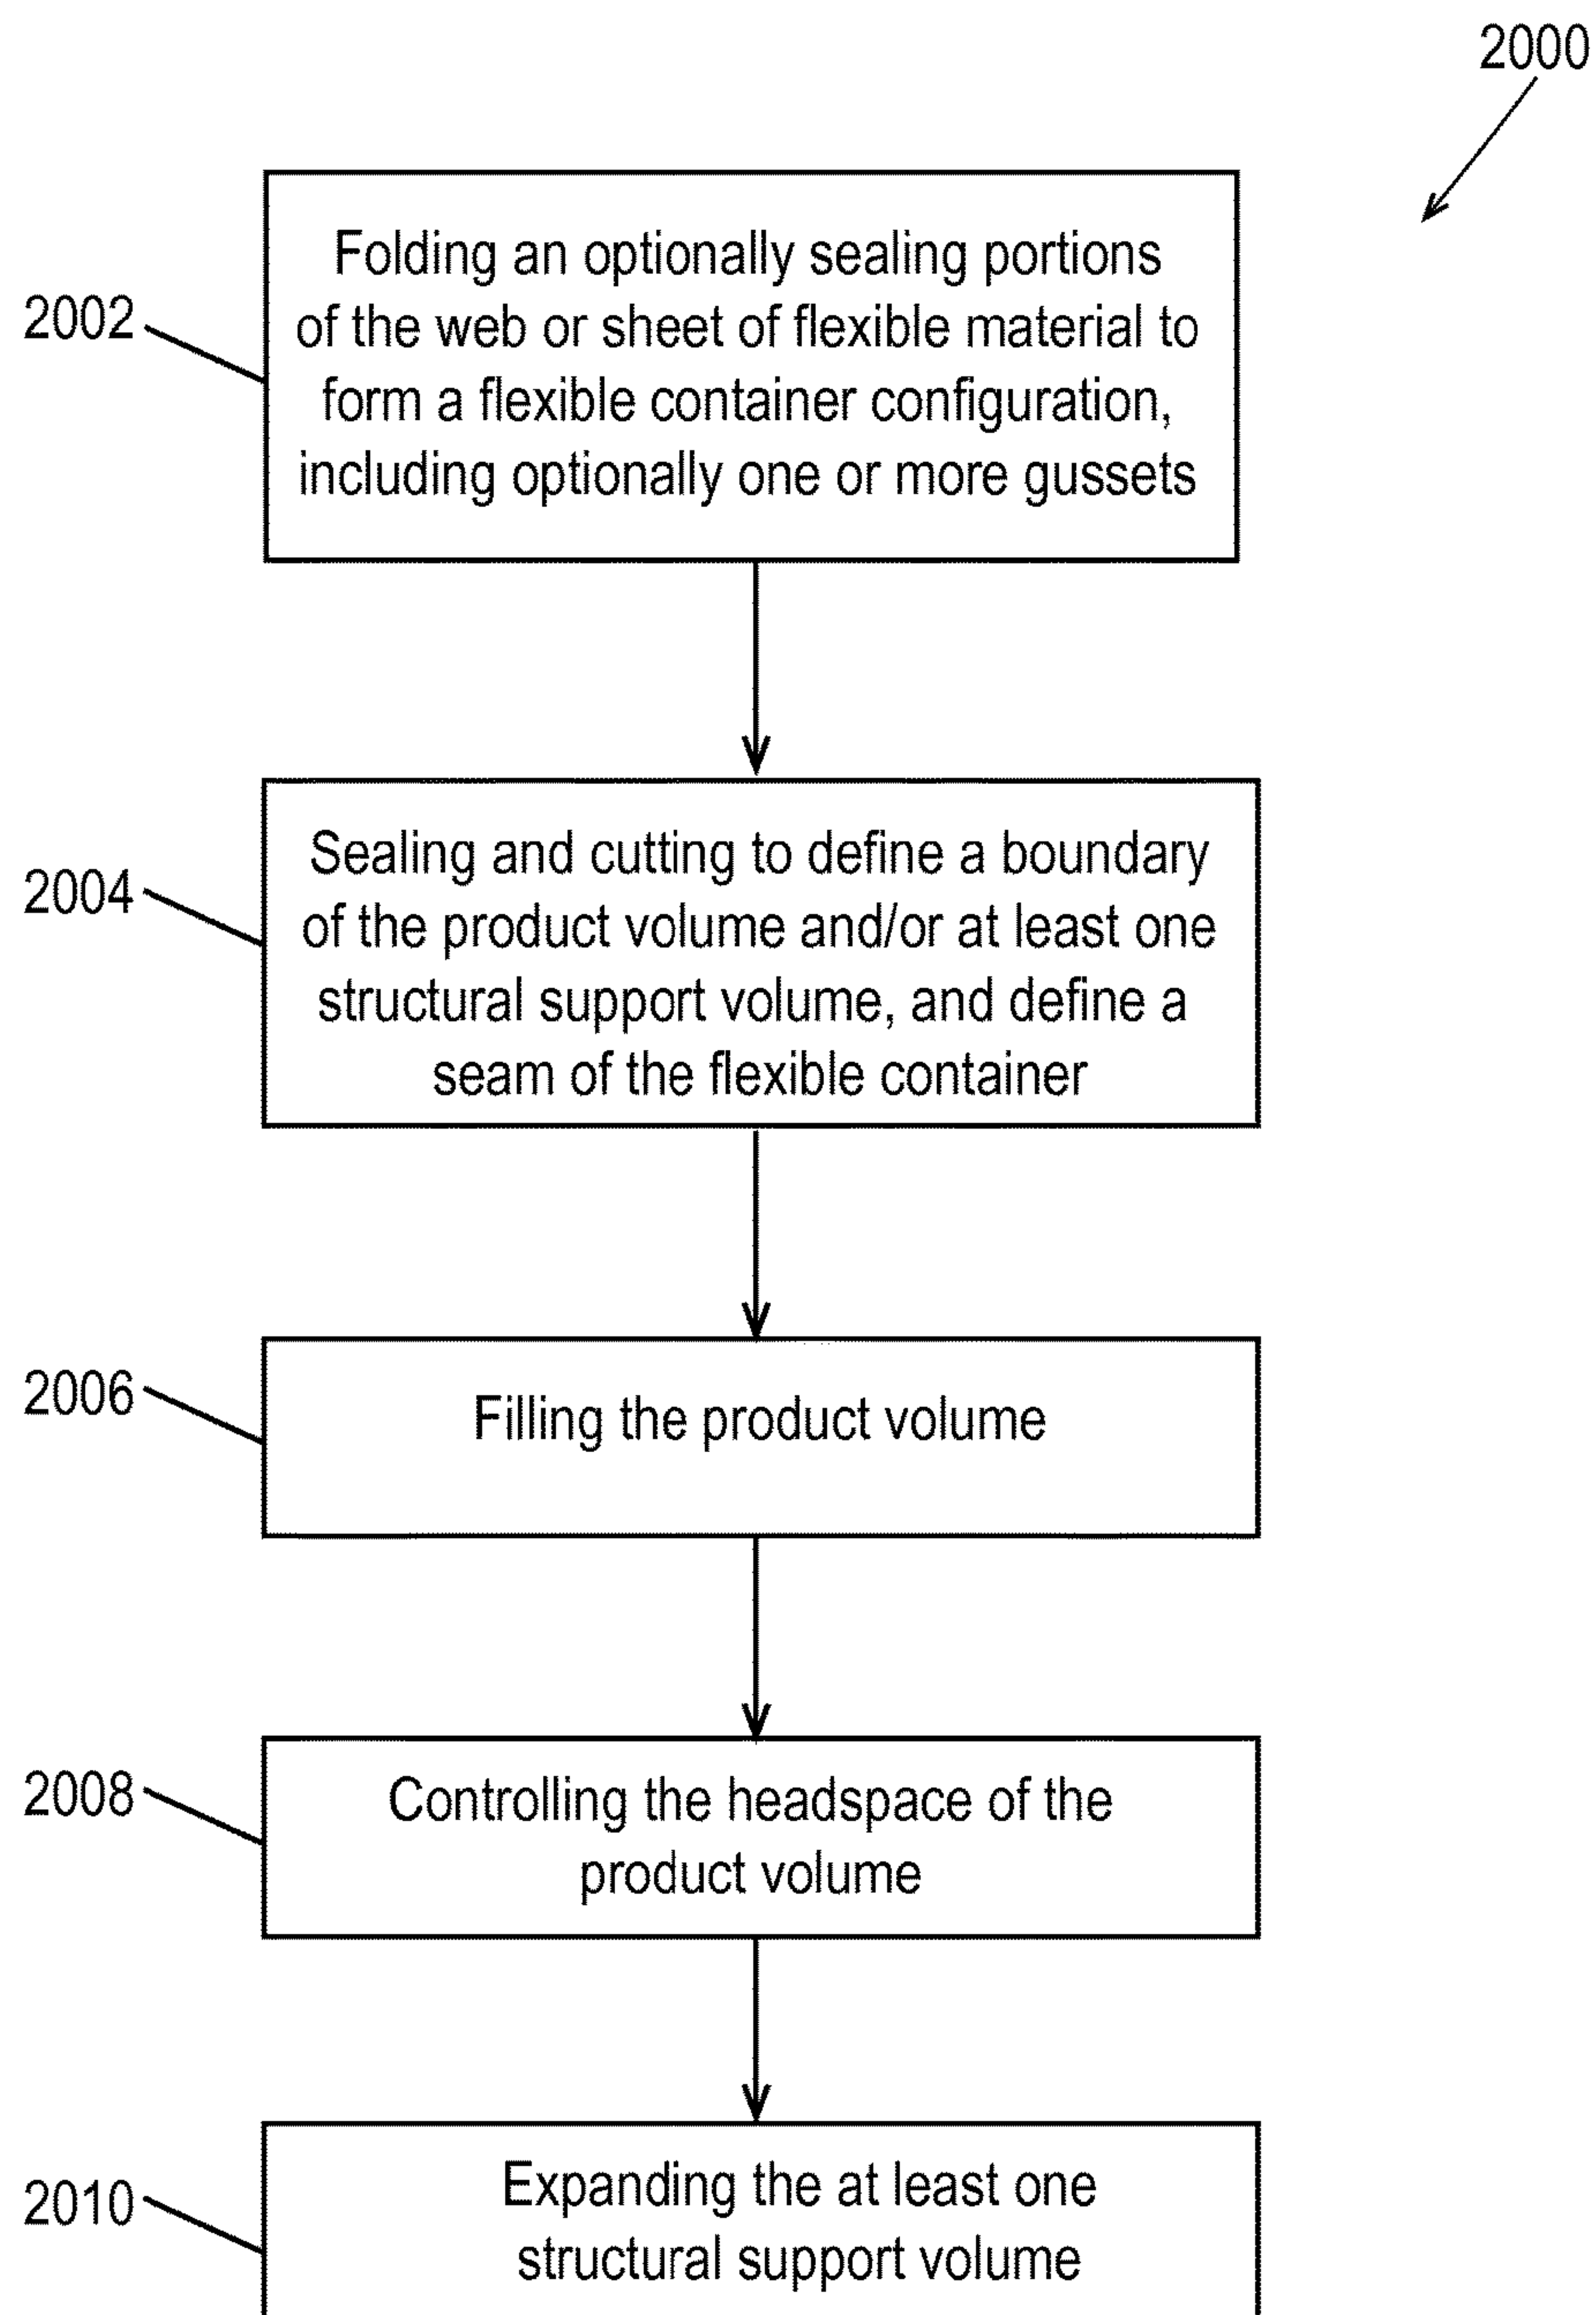 2000
2002
Folding an optionally sealing portions
of the web or sheet of flexible material to
form a flexible container configuration,
including optionally one or more gussets
2004
Sealing and cutting to define a boundary
of the product volume and/or at least one
structural support volume, and define a
seam of the flexible container
2006
Filling the product volume
2008
Controlling the headspace of the
product volume
2010
Expanding the at least one
structural support volume